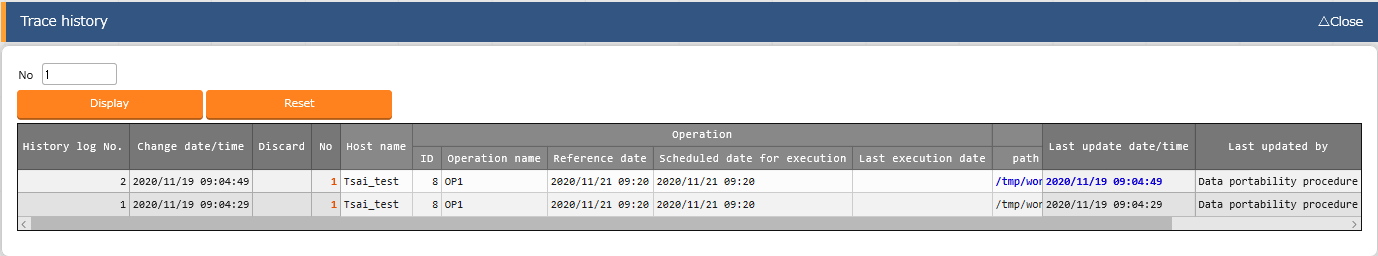 Trace history △Close
No 1
Display Reset
Operation
History log No. Change date/time Discard No Host name Last update date/time Last updated by
ID Operation name Reference date Scheduled date for execution Last execution date path
2 2020/11/19 09:04:49 1 Tsai_test 8 OP1 2020/11/21 09:20 2020/11/21 09:20 /tmp/wor 2020/11/19 09:04:49 Data portability procedure
1 2020/11/19 09:04:29 1 Tsai_test 8 OP1 2020/11/21 09:20 2020/11/21 09:20 /tmp/wor 2020/11/19 09:04:29 Data portability procedure